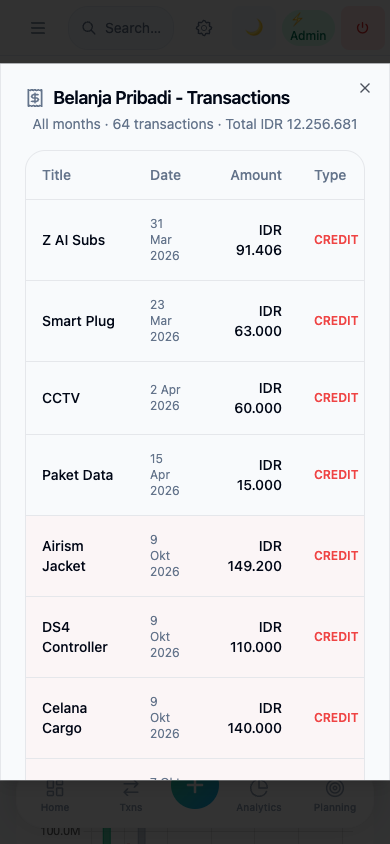 Search...
Admin
Belanja Pribadi - Transactions
All months · 64 transactions · Total IDR 12.256.681
Title Date Amount Type
Z AI Subs
31
Mar
2026
IDR
91.406
CREDIT
Smart Plug
23
Mar
2026
IDR
63.000
CREDIT
CCTV
2 Apr
2026
IDR
60.000
CREDIT
Paket Data
15
Apr
2026
IDR
15.000
CREDIT
Airism
Jacket
9
Okt
2026
IDR
149.200
CREDIT
DS4
Controller
9
Okt
2026
IDR
110.000
CREDIT
Celana
Cargo
9
Okt
2026
IDR
140.000
CREDIT
Home Txns Analytics Planning
100.0M